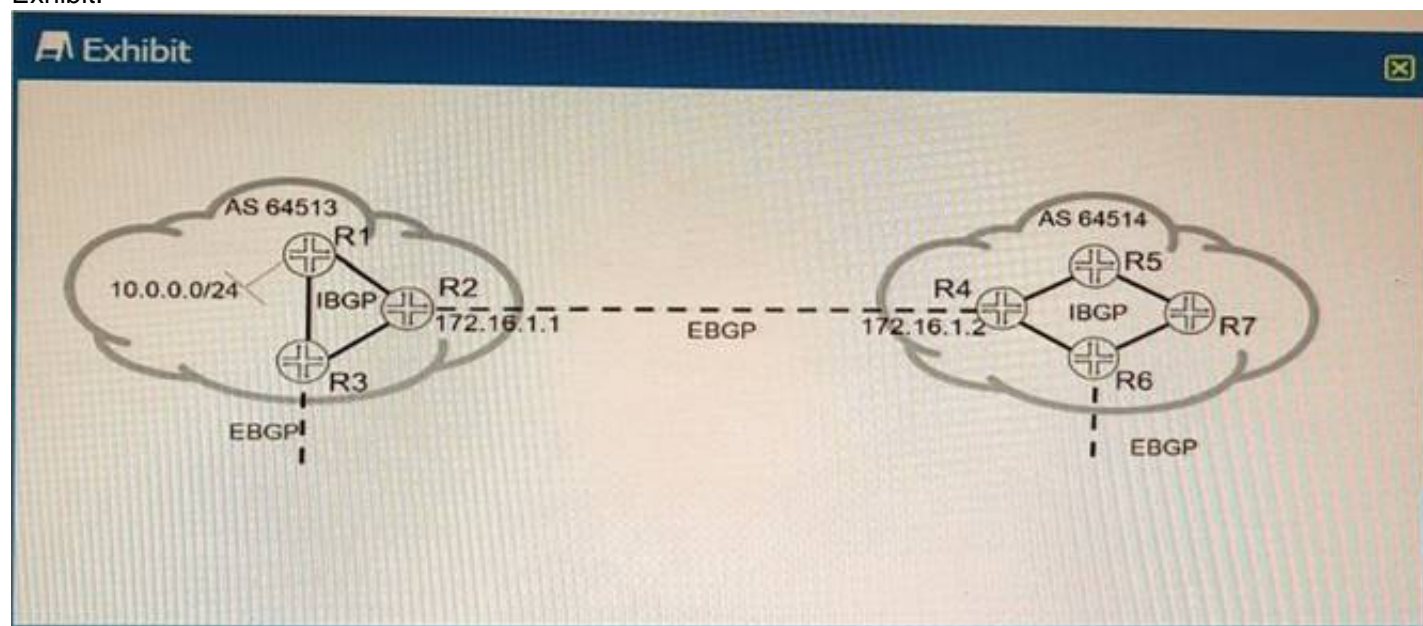 Exhibit
AS 64513
R1
10.0.0.0/24
IBGP
R2
172.16.1.1
R3
EBGP
EBGP
AS 64514
R5
R4
IBGP
172.16.1.2
R7
R6
EBGP